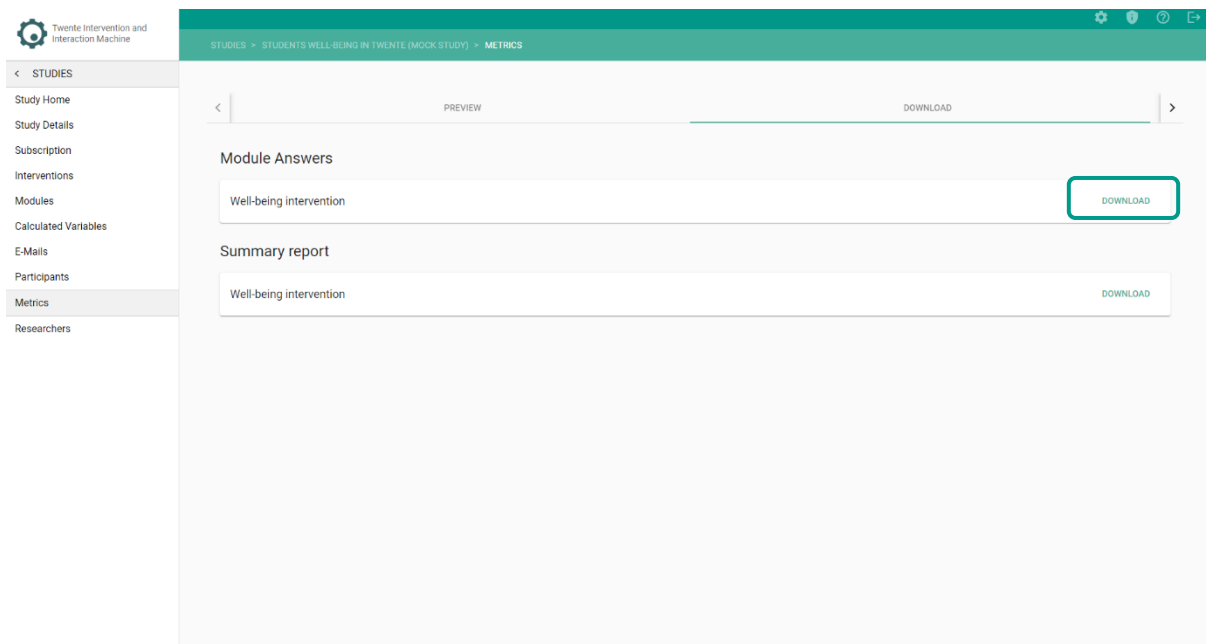 Twente Intervention and
Interaction Machine
STUDIES > STUDENTS WELL-BEING IN TWENTE (MOCK STUDY) > METRICS
< STUDIES
Study Home
Study Details
Subscription
Interventions
Modules
Calculated Variables
E-Mails
Participants
Metrics
Researchers
< PREVIEW DOWNLOAD >
Module Answers
Well-being intervention DOWNLOAD
Summary report
Well-being intervention DOWNLOAD